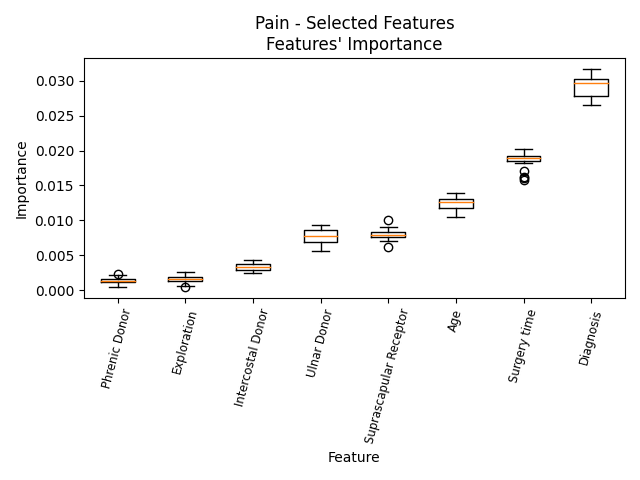 Pain - Selected Features
Features' Importance
0.030
0.025
0.020
0.015
0.010
0.005
0.000
Importance
Phrenic Donor
Exploration
Intercostal Donor
Ulnar Donor
Suprascapular Receptor
Age
Surgery time
Diagnosis
Feature